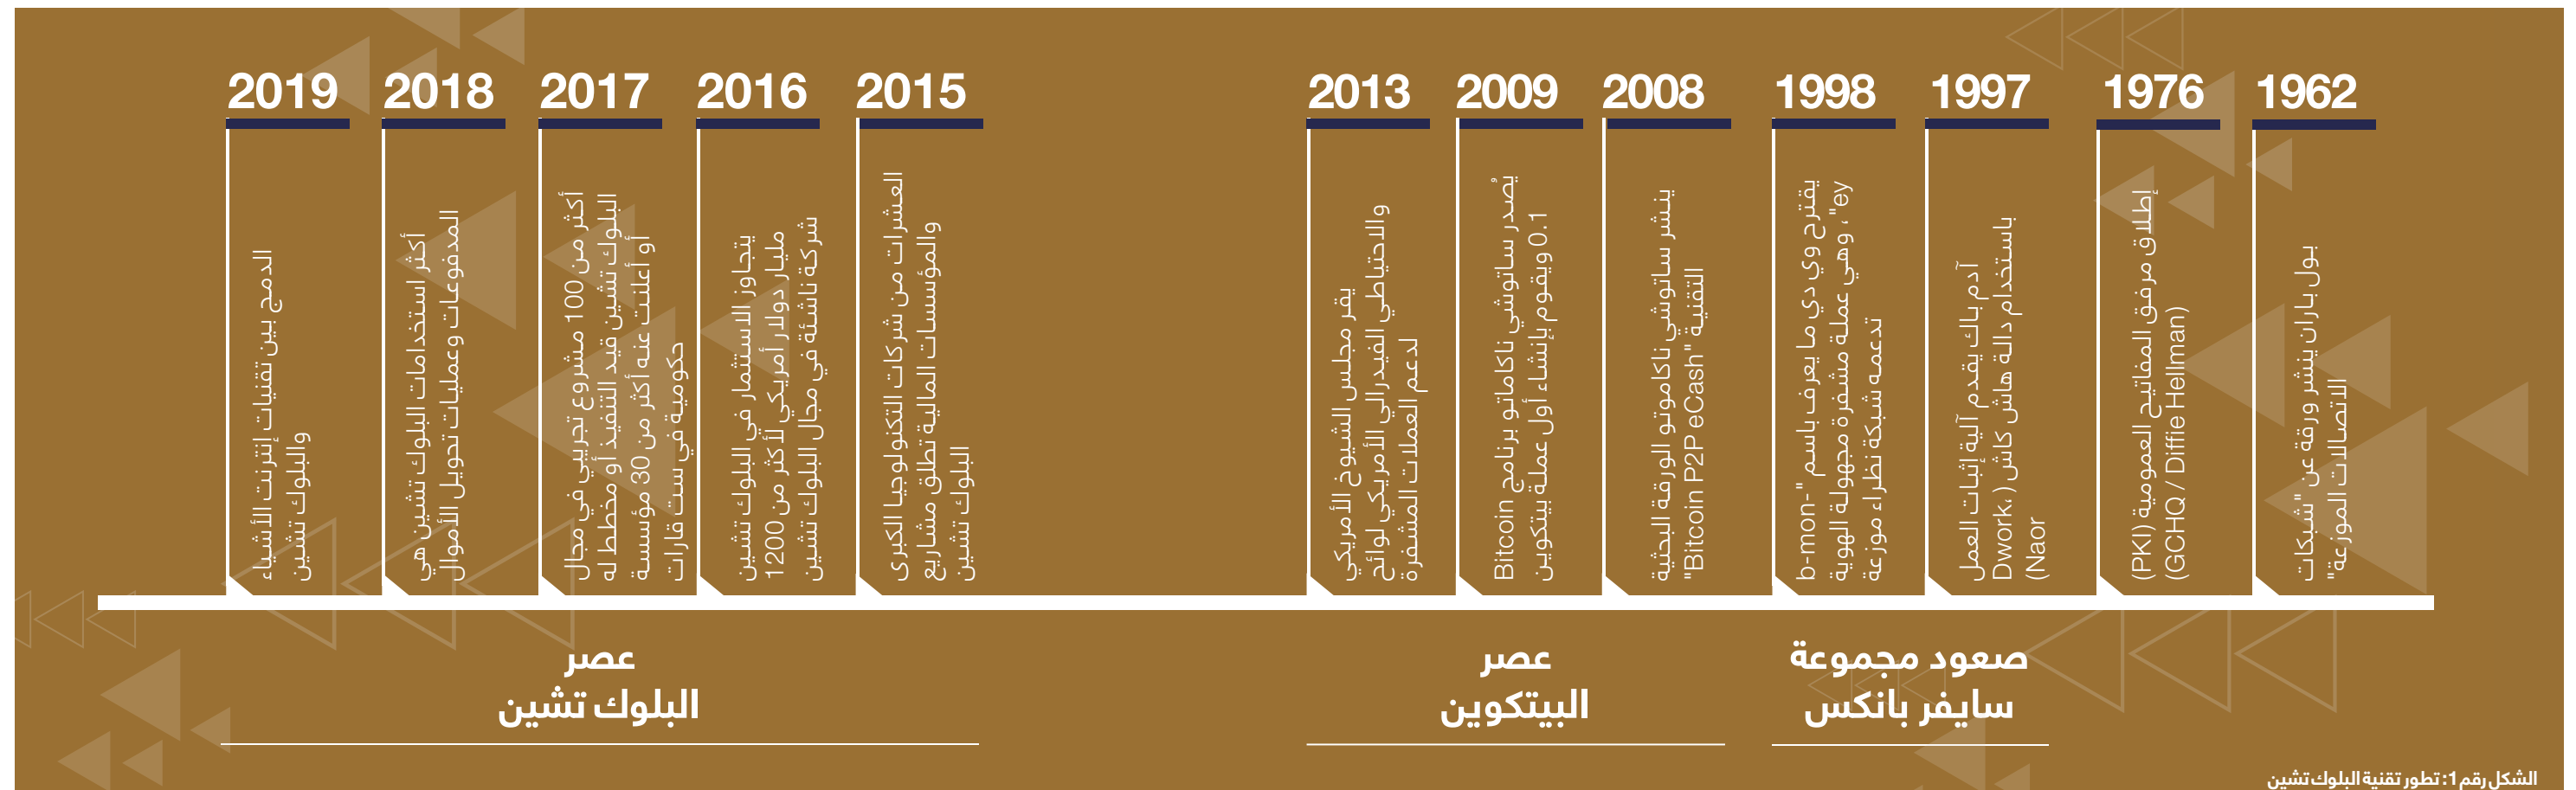 1962
بول باران ينشر ورقة عن "شبكات
الاتصالات الموزعة"
1976
إطلاق مرفق المفاتيح العمومية (PKI)
(GCHQ / Diffie Hellman)
1997
آدم باك يقدم آلية إثبات العمل
باستخدام دالة هاش كاش (Dwork،
Naor)
1998
يقترح وي دي ما يعرف باسم "b-mon-
ey"، وهي عملة مشفرة مجهولة الهوية
تدعمه شبكة نظراء موزعة
2008
ينشر ساتوشي ناكاموتو الورقة البحثية
التقنية "Bitcoin P2P eCash"
2009
يُصدر ساتوشي ناكاماتو برنامج Bitcoin
0.1 ويقوم بإنشاء أول عملة بيتكوين
2013
يقر مجلس الشيوخ الأمريكي
والاحتياطي الفيدرالي الأمريكي لوائح
لدعم العملات المشفرة
2015
العشرات من شركات التكنولوجيا الكبرى
والمؤسسات المالية تطلق مشاريع
البلوك تشين
2016
يتجاوز الاستثمار في البلوك تشين
مليار دولار أمريكي لأكثر من 1200
شركة ناشئة في مجال البلوك تشين
2017
أكثر من 100 مشروع تجريبي في مجال
البلوك تشين قيد التنفيذ أو مخطط له
أو أعلنت عنه أكثر من 30 مؤسسة
حكومية في ست قارات
2018
أكثر استخدامات البلوك تشين هي
المدفوعات وعمليات تحويل الأموال
2019
الدمج بين تقنيات إنترنت الأشياء
والبلوك تشين
صعود مجموعة
سايفر بانكس
عصر
البيتكوين
عصر
البلوك تشين
الشكل رقم 1: تطور تقنية البلوك تشين